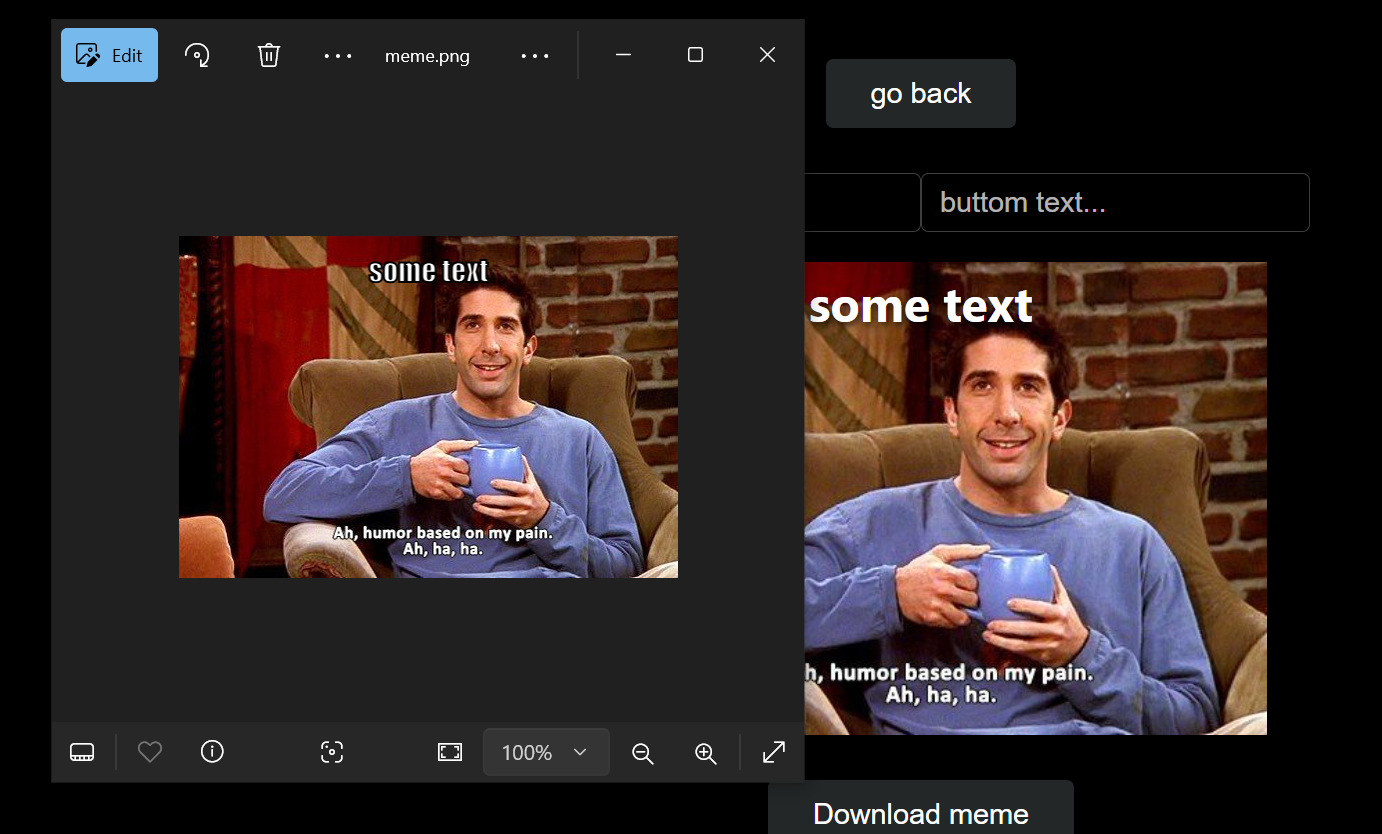 Edit
meme.png
some text
Ah, humor based on my pain.
Ah, ha, ha.
100%
go back
buttom text...
some text
h, humor based on my pain.
Ah, ha, ha.
Download meme